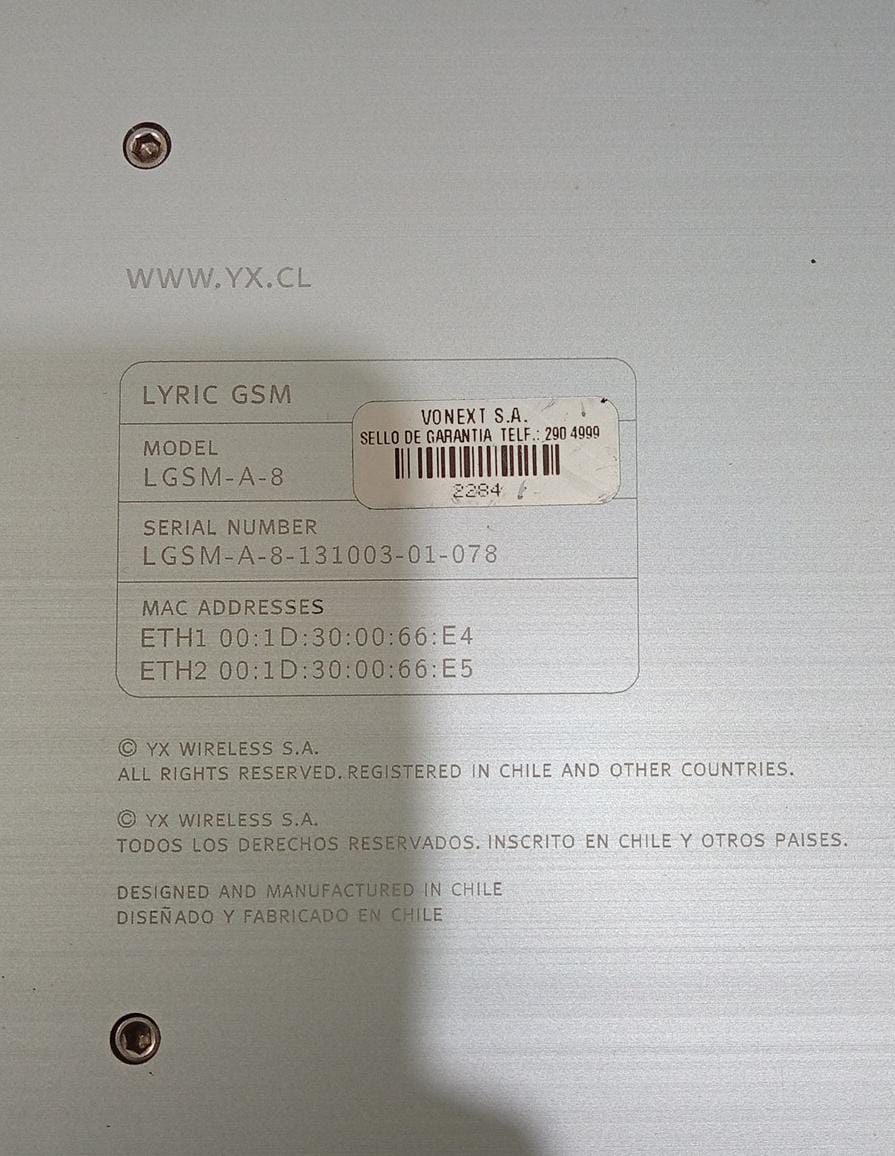 WWW.YX.CL
LYRIC GSM
VONEXT S.A.
SELLO DE GARANTIA TELF.: 290 4999
2284
MODEL
LGSM-A-8
SERIAL NUMBER
LGSM-A-8-131003-01-078
MAC ADDRESSES
ETH1 00:1D:30:00:66:E4
ETH2 00:1D:30:00:66:E5
© YX WIRELESS S.A.
ALL RIGHTS RESERVED. REGISTERED IN CHILE AND OTHER COUNTRIES.
© YX WIRELESS S.A.
TODOS LOS DERECHOS RESERVADOS. INSCRITO EN CHILE Y OTROS PAISES.
DESIGNED AND MANUFACTURED IN CHILE
DISEÑADO Y FABRICADO EN CHILE